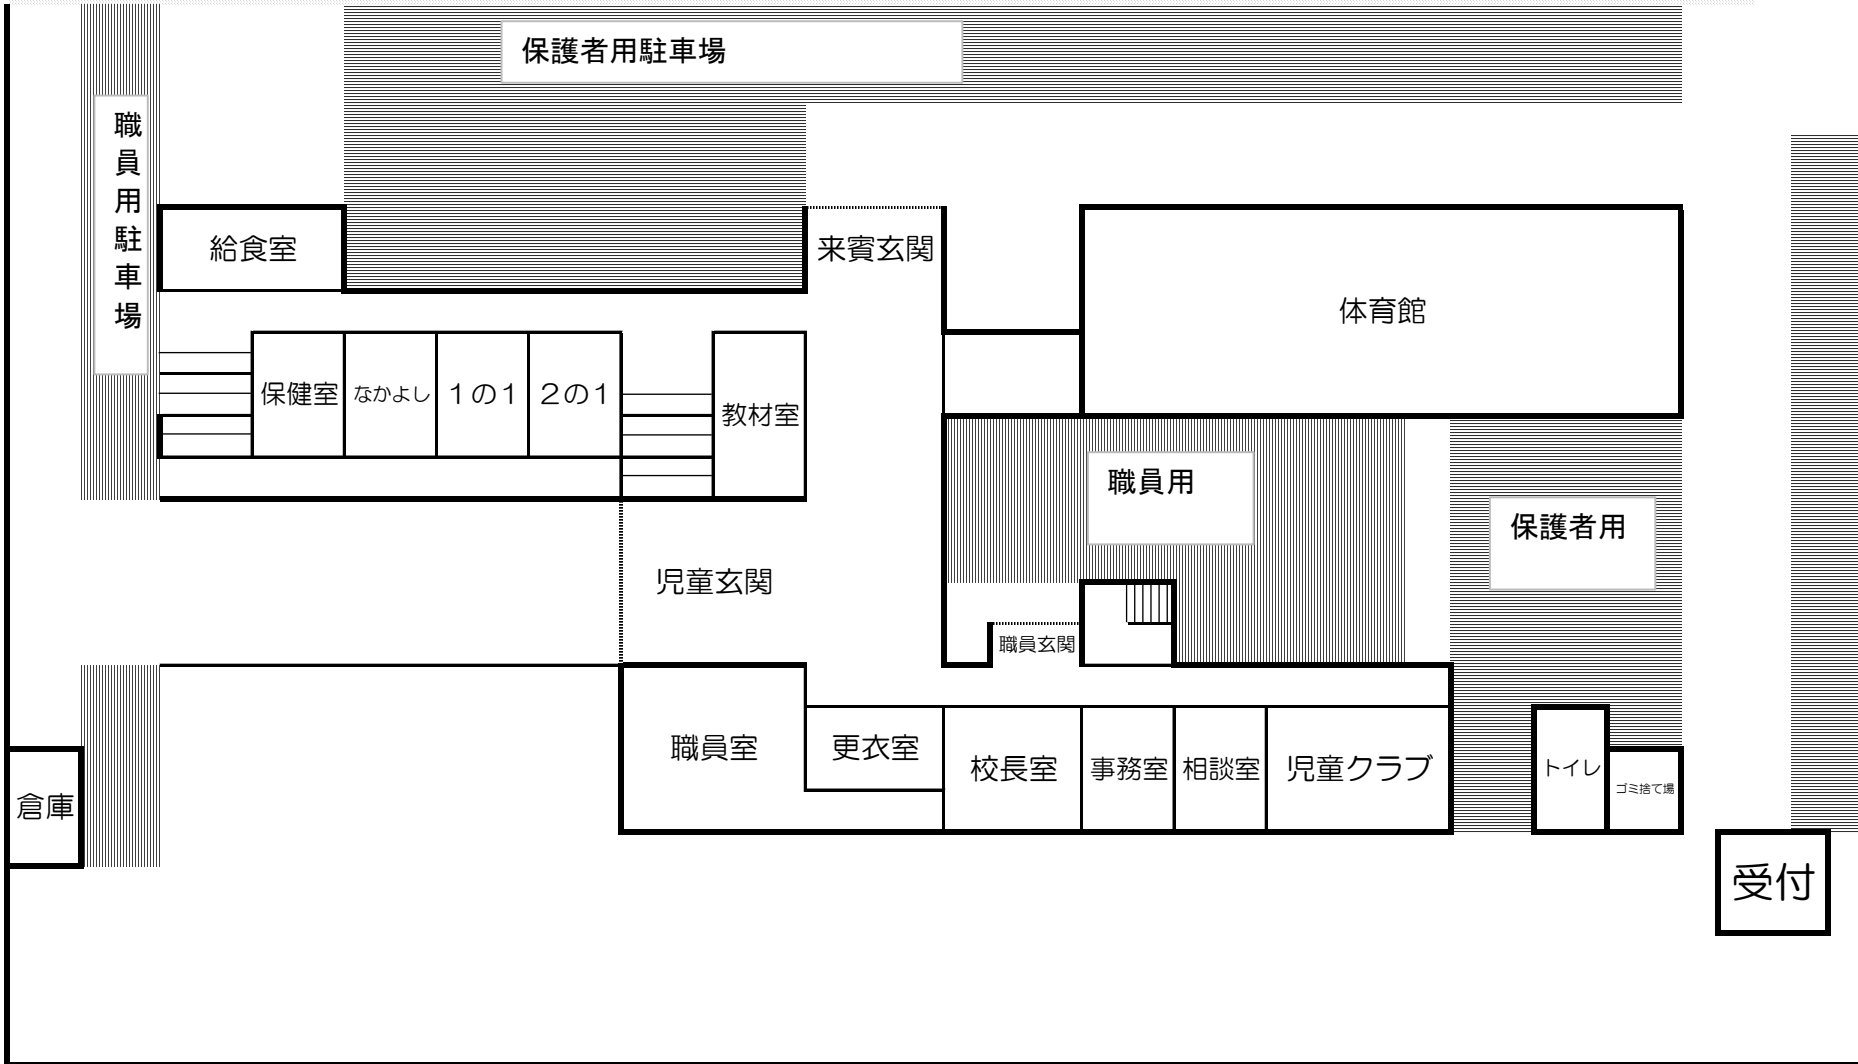 保護者用駐車場
職員用駐車場
給食室
来賓玄関
体育館
保健室
なかよし
１の１
２の１
教材室
職員用
保護者用
児童玄関
職員玄関
職員室
更衣室
校長室
事務室
相談室
児童クラブ
トイレ
ゴミ捨て場
倉庫
受付